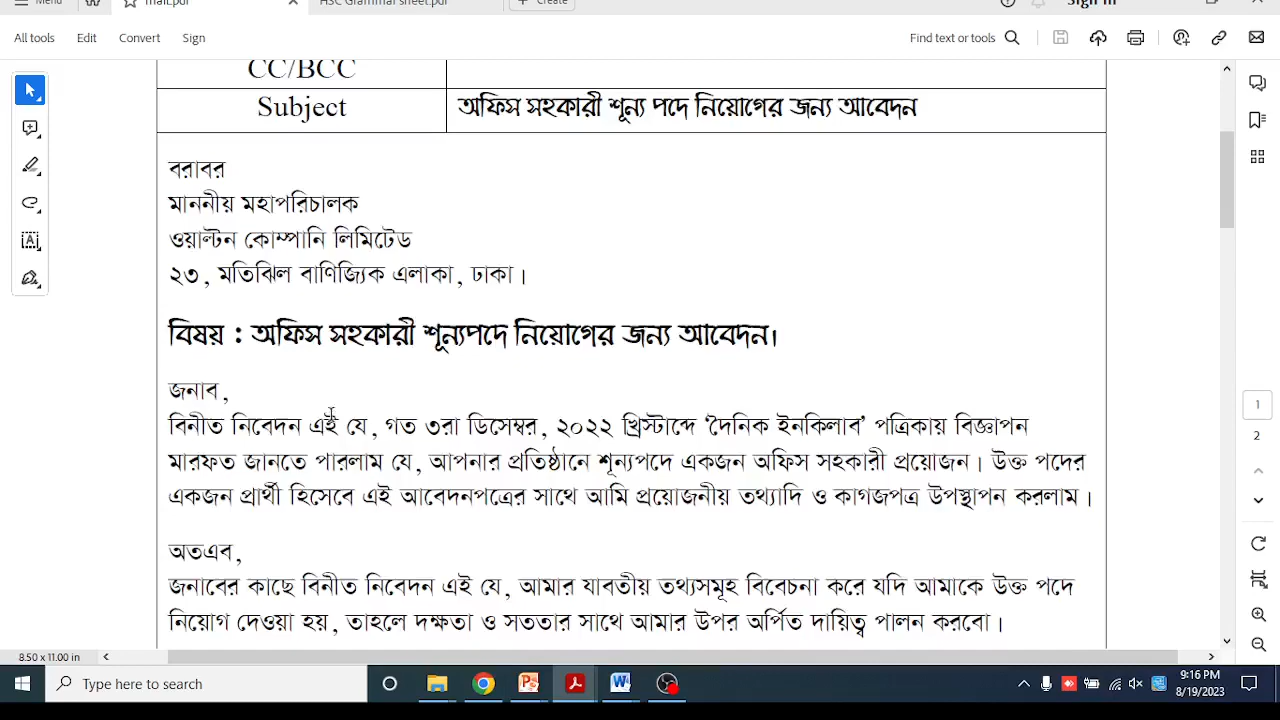 Menu
mail.pdf
HSC Grammar sheet.pdf
Create
Sign in
All tools Edit Convert Sign
Find text or tools
CC/BCC
Subject অফিস সহকারী শূন্য পদে নিয়োগের জন্য আবেদন
বরাবর
মাননীয় মহাপরিচালক
ওয়াল্টন কোম্পানি লিমিটেড
২৩, মতিঝিল বাণিজ্যিক এলাকা, ঢাকা।
বিষয় : অফিস সহকারী শূন্যপদে নিয়োগের জন্য আবেদন।
জনাব,
বিনীত নিবেদন এই যে, গত ৩রা ডিসেম্বর, ২০২২ খ্রিস্টাব্দে ‘দৈনিক ইনকিলাব’ পত্রিকায় বিজ্ঞাপন
মারফত জানতে পারলাম যে, আপনার প্রতিষ্ঠানে শূন্যপদে একজন অফিস সহকারী প্রয়োজন। উক্ত পদের
একজন প্রার্থী হিসেবে এই আবেদনপত্রের সাথে আমি প্রয়োজনীয় তথ্যাদি ও কাগজপত্র উপস্থাপন করলাম।
অতএব,
জনাবের কাছে বিনীত নিবেদন এই যে, আমার যাবতীয় তথ্যসমূহ বিবেচনা করে যদি আমাকে উক্ত পদে
নিয়োগ দেওয়া হয়, তাহলে দক্ষতা ও সততার সাথে আমার উপর অর্পিত দায়িত্ব পালন করবো।
1
2
8.50 x 11.00 in
Type here to search
9:16 PM
8/19/2023